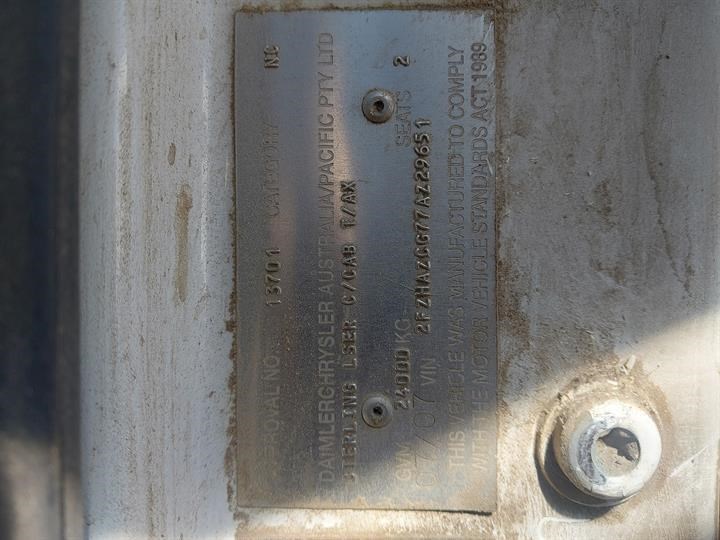 APPROVAL NO. 13701 CATEGORY NC
DAIMLERCHRYSLER AUSTRALIA/PACIFIC PTY LTD
STERLING LSER C/CAB T/AX
GVM 24000 KG SEATS 2
07/07 VIN 2FZHAZCG77AZ29651
THIS VEHICLE WAS MANUFACTURED TO COMPLY
WITH THE MOTOR VEHICLE STANDARDS ACT 1989